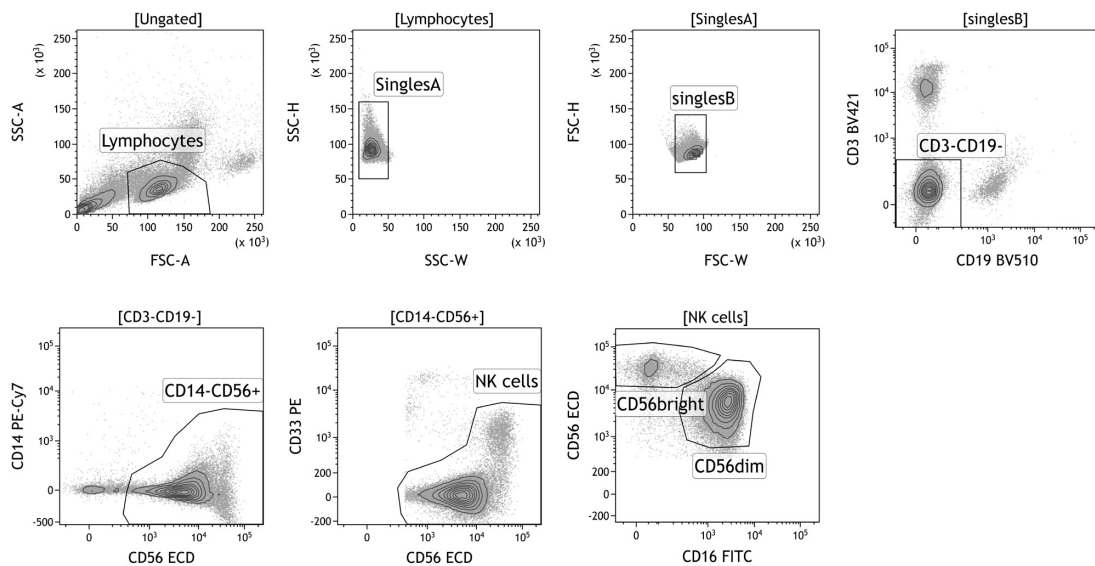 [Ungated]
[Lymphocytes]
[SinglesA]
[singlesB]
(x 10³)
SSC-A
250
200
150
100
50
0
Lymphocytes
0 50 100 150 200 250
(x 10³)
FSC-A
(x 10³)
SSC-H
250
200
150
100
50
0
SinglesA
0 50 100 150 200 250
(x 10³)
SSC-W
(x 10³)
FSC-H
250
200
150
100
50
0
singlesB
0 50 100 150 200 250
(x 10³)
FSC-W
CD3 BV421
10⁵
10⁴
10³
0
CD3-CD19-
0 10³ 10⁴ 10⁵
CD19 BV510
[CD3-CD19-]
[CD14-CD56+]
[NK cells]
CD14 PE-Cy7
10⁵
10⁴
10³
0
-500
CD14-CD56+
0 10³ 10⁴ 10⁵
CD56 ECD
CD33 PE
10⁵
10⁴
10³
200
0
-200
NK cells
0 10³ 10⁴ 10⁵
CD56 ECD
CD56 ECD
10⁵
10⁴
10³
200
0
-200
CD56bright
CD56dim
0 10³ 10⁴ 10⁵
CD16 FITC